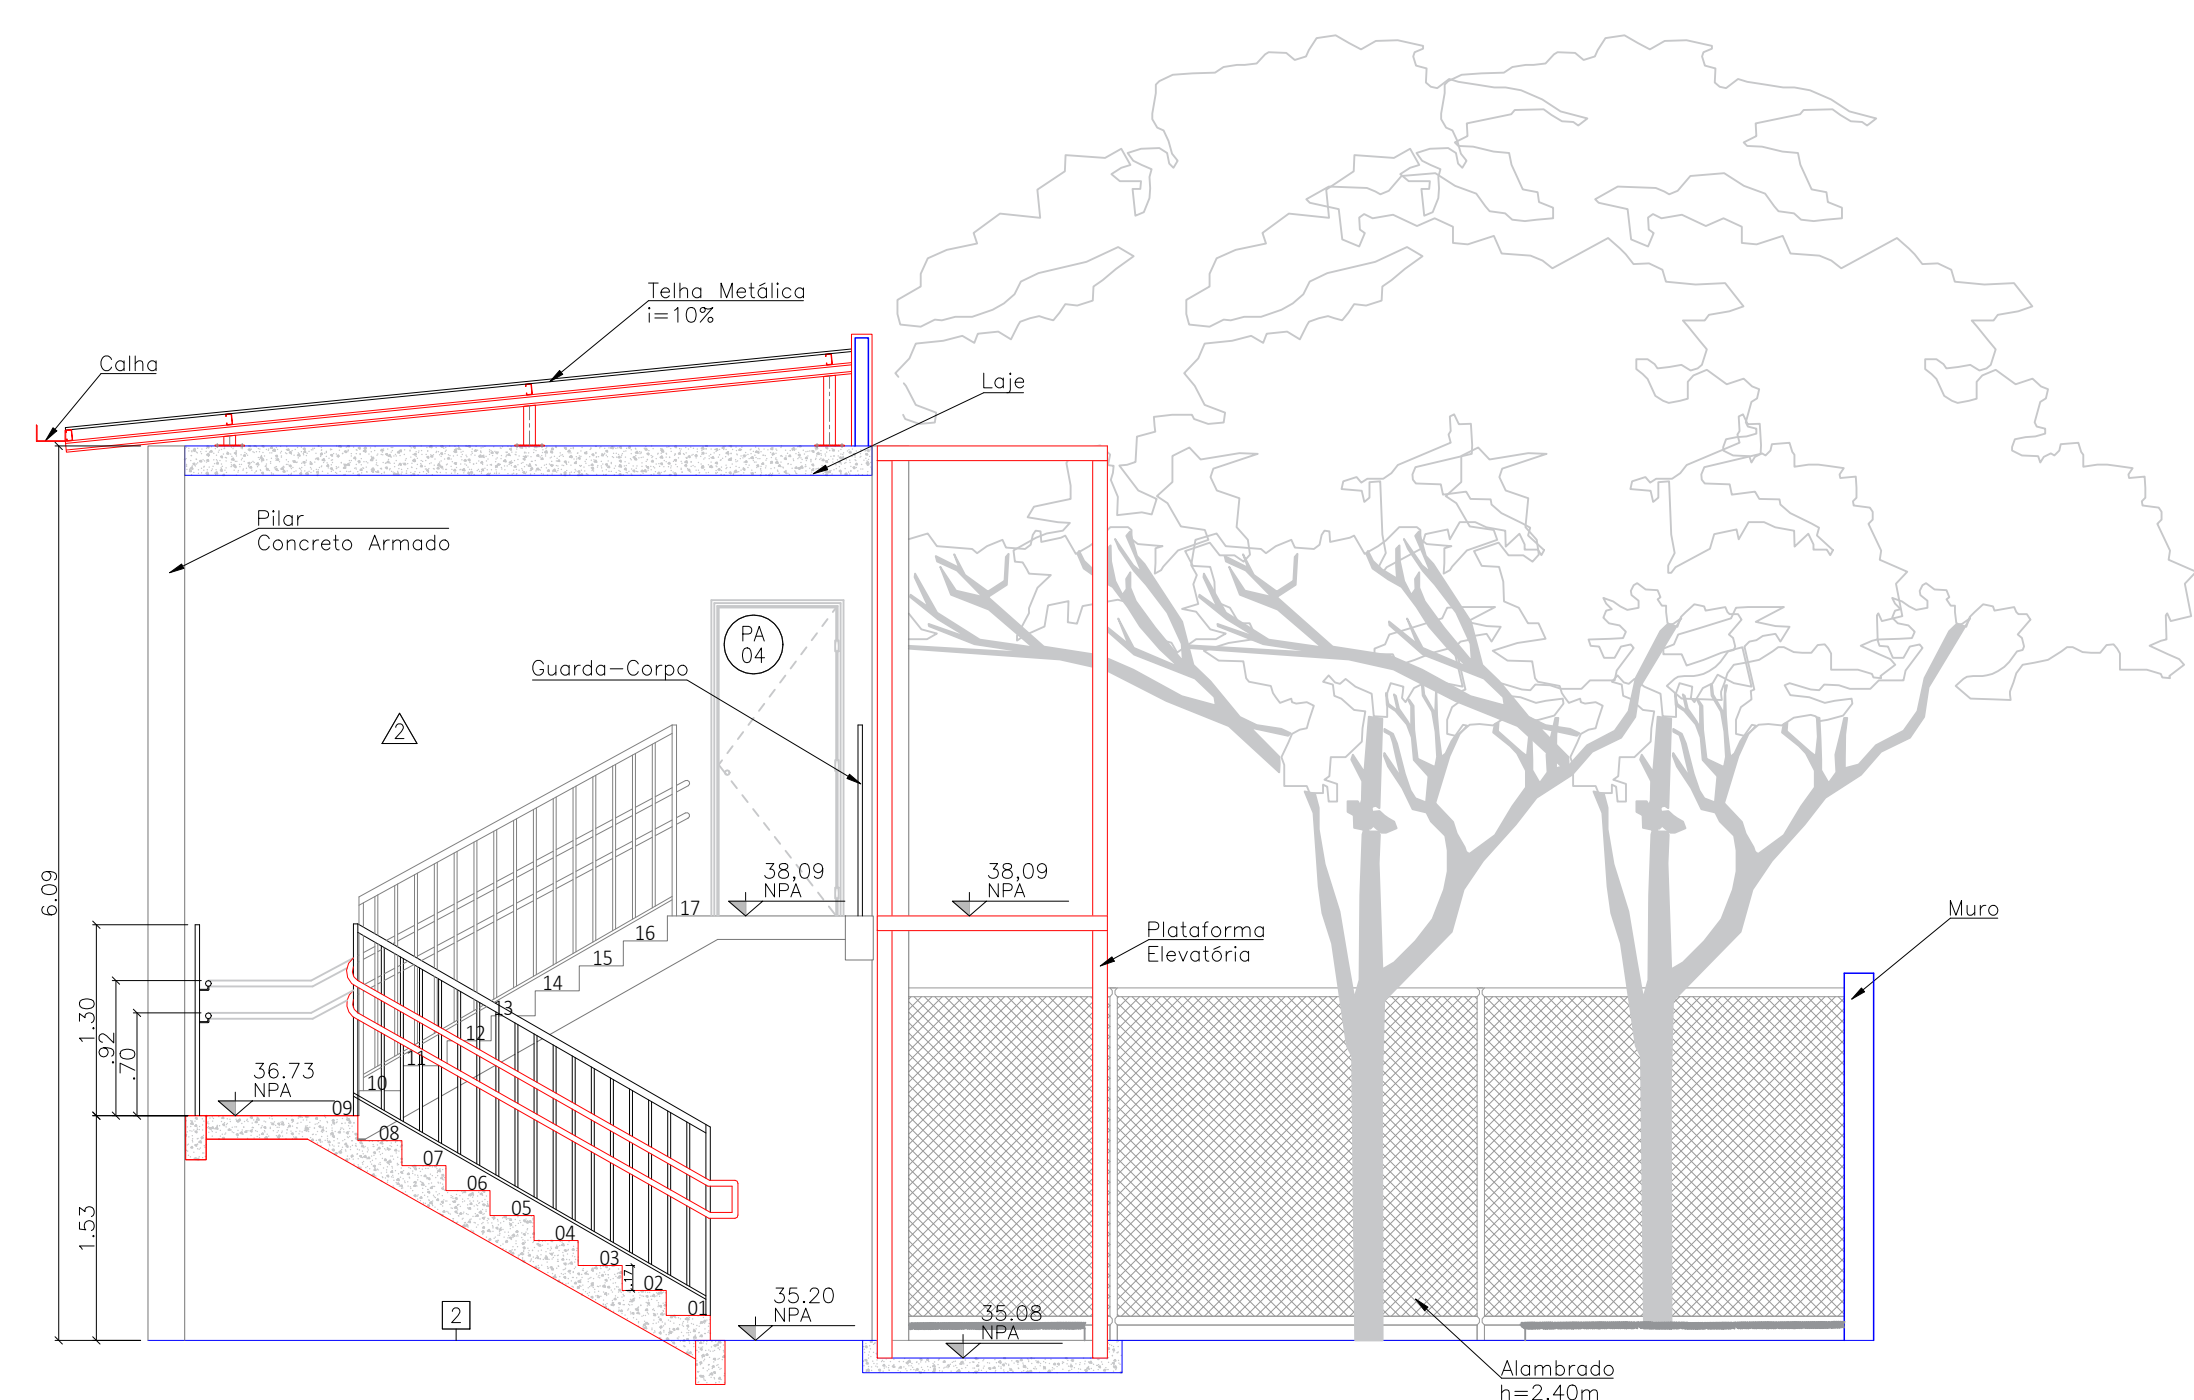 Telha Metálica
i=10%
Calha
Laje
Pilar
Concreto Armado
PA
04
Guarda-Corpo
2
6.09
38,09
NPA
38,09
NPA
17
16
15
14
13
12
11
10
09
Plataforma
Elevatória
Muro
1.30
.92
.70
36.73
NPA
08
07
06
05
04
03
02
01
.17
1.53
35.20
NPA
35.08
NPA
2
Alambrado
h=2.40m